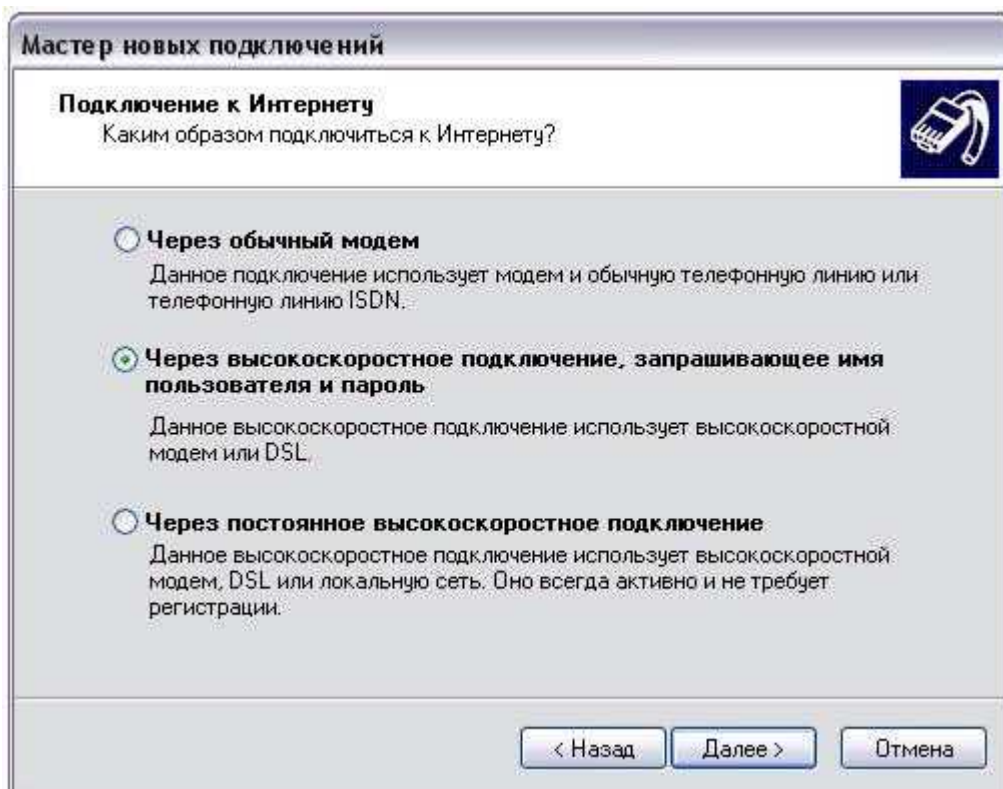 Мастер новых подключений
Подключение к Интернету
Каким образом подключиться к Интернету?
Через обычный модем
Данное подключение использует модем и обычную телефонную линию или
телефонную линию ISDN.
Через высокоскоростное подключение, запрашивающее имя
пользователя и пароль
Данное высокоскоростное подключение использует высокоскоростной
модем или DSL.
Через постоянное высокоскоростное подключение
Данное высокоскоростное подключение использует высокоскоростной
модем, DSL или локальную сеть. Оно всегда активно и не требует
регистрации.
< Назад
Далее >
Отмена